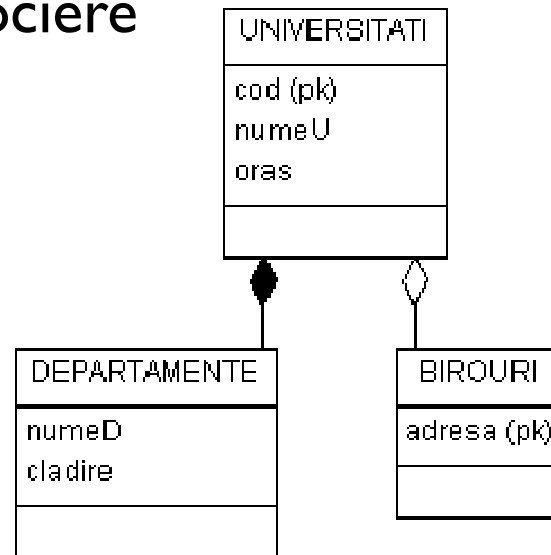 ociere
UNIVERSITATI
cod (pk)
numeU
oras
DEPARTAMENTE
numeD
cladire
BIROURI
adresa (pk)